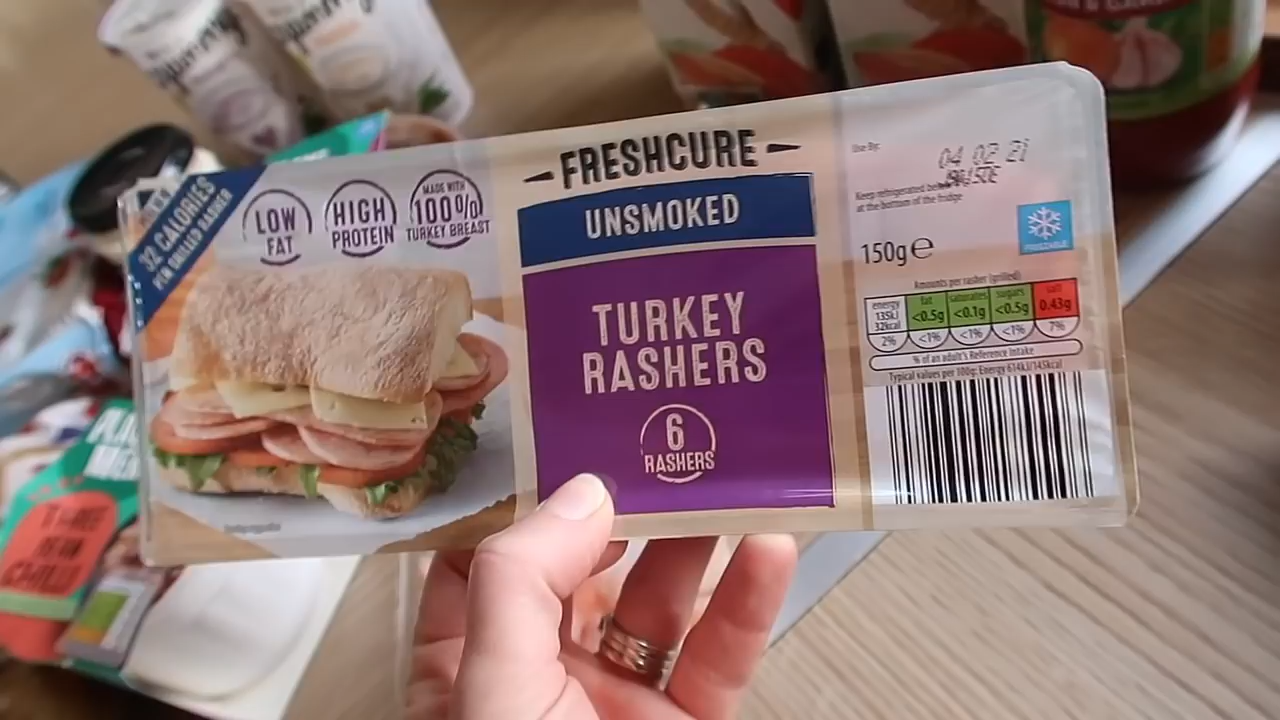 32 CALORIES
PER GRILLED RASHER
LOW
FAT
HIGH
PROTEIN
MADE WITH
100%
TURKEY BREAST
FRESHCURE
UNSMOKED
TURKEY
RASHERS
6
RASHERS
Use By:
04 02 21
Keep refrigerated
at the bottom of the fridge
150g e
FREEZABLE
Amounts per rasher (grilled)
energy
135kJ
32kcal
2%
fat
<0.5g
<1%
saturates
<0.1g
<1%
sugars
<0.5g
<1%
salt
0.43g
7%
% of an adult's Reference Intake
Typical values per 100g: Energy 614kJ/145kcal
CHILLI